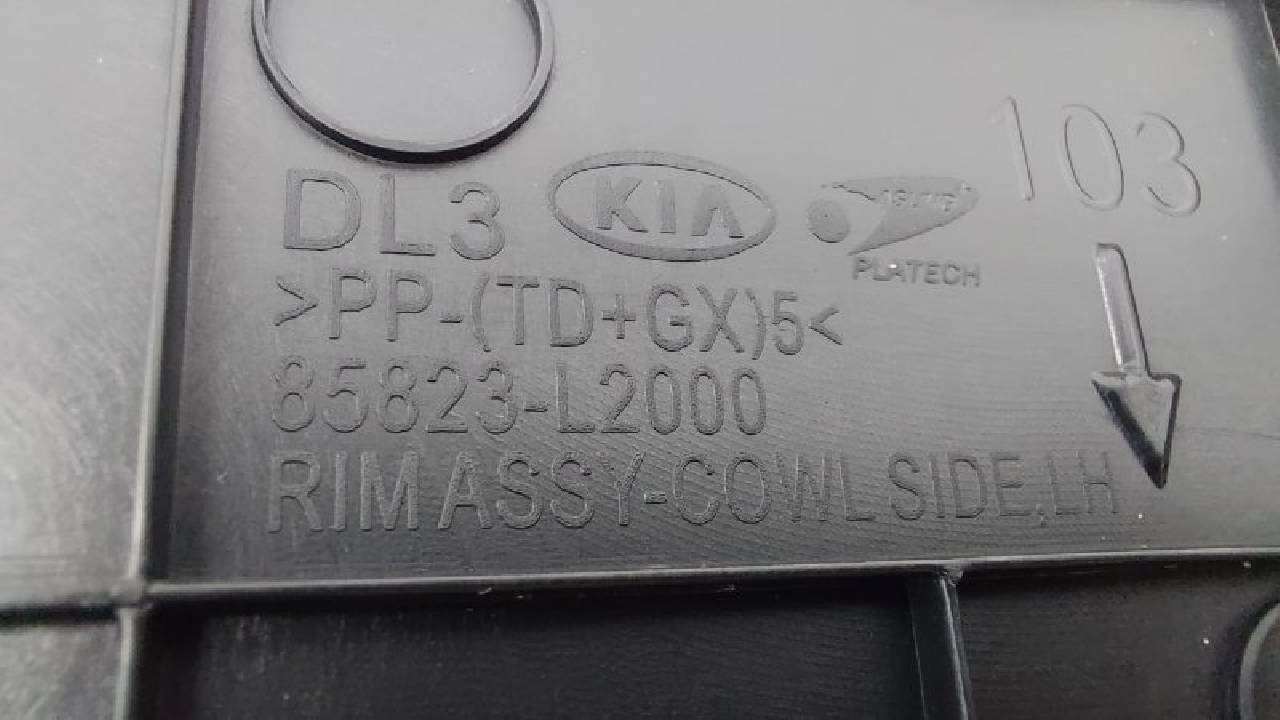 DL3 KIA
PLATECH
103
>PP-(TD+GX)5<
85823-L2000
RIM ASSY-COWL SIDE,LH